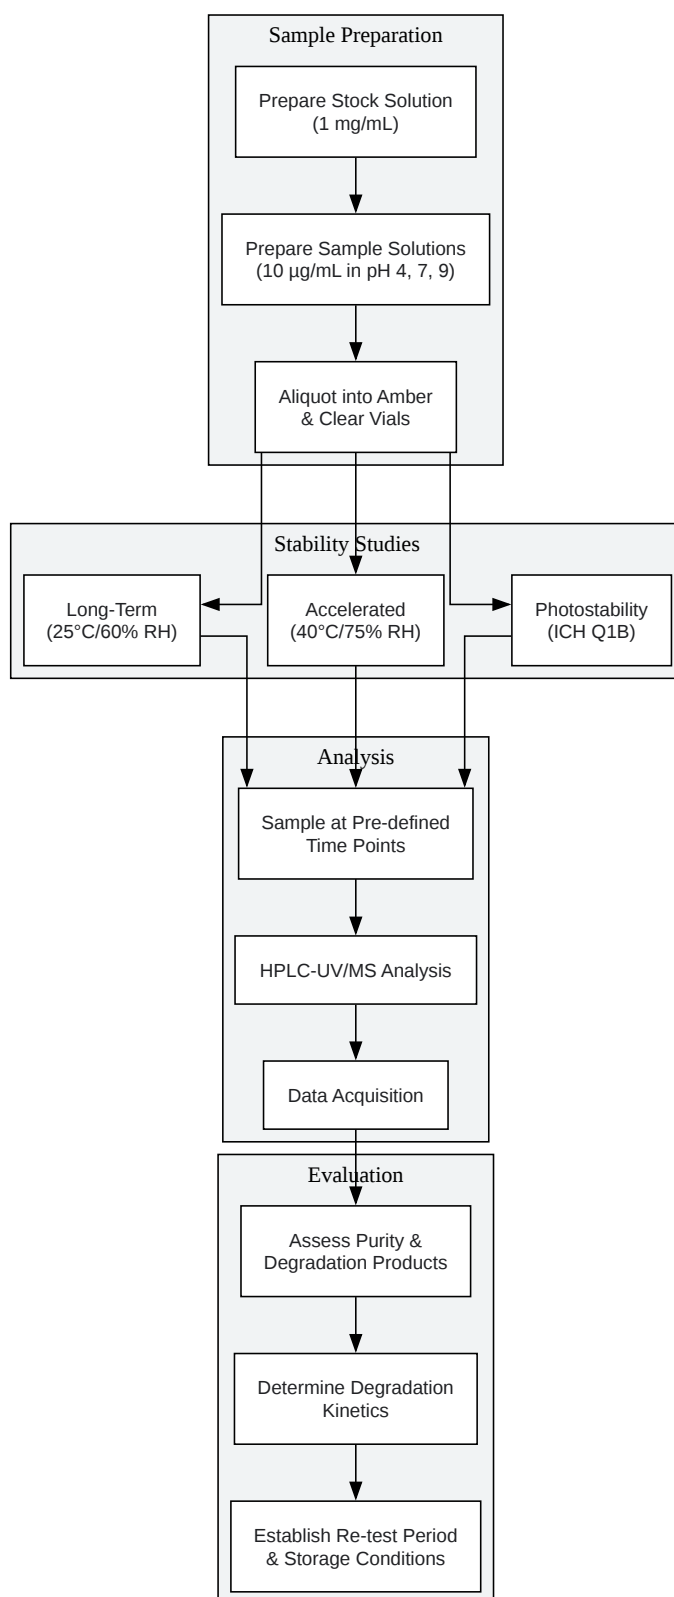 Sample Preparation
Prepare Stock Solution
(1 mg/mL)
Prepare Sample Solutions
(10 µg/mL in pH 4, 7, 9)
Aliquot into Amber
& Clear Vials
Stability Studies
Long-Term
(25°C/60% RH)
Accelerated
(40°C/75% RH)
Photostability
(ICH Q1B)
Analysis
Sample at Pre-defined
Time Points
HPLC-UV/MS Analysis
Data Acquisition
Evaluation
Assess Purity &
Degradation Products
Determine Degradation
Kinetics
Establish Re-test Period
& Storage Conditions